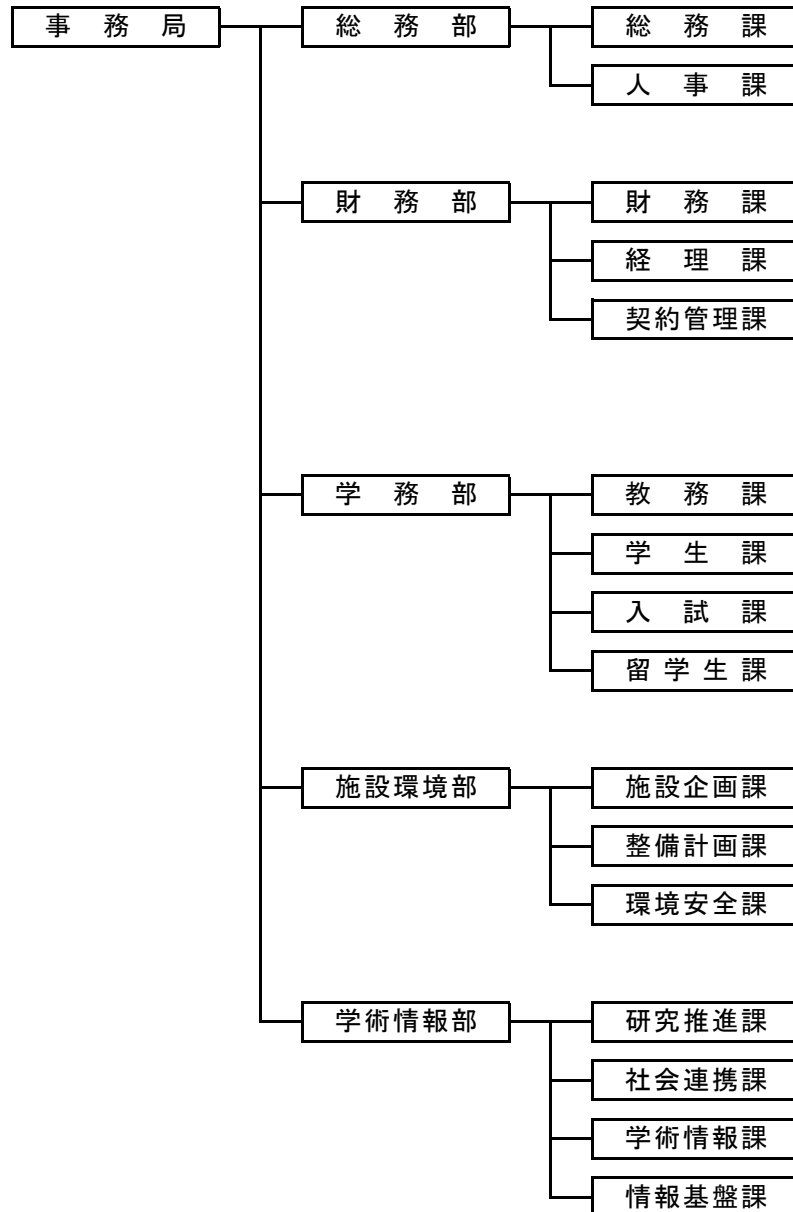 事務局 総務部 総務課
人事課
財務部 財務課
経理課
契約管理課
学務部 教務課
学生課
入試課
留学生課
施設環境部 施設企画課
整備計画課
環境安全課
学術情報部 研究推進課
社会連携課
学術情報課
情報基盤課